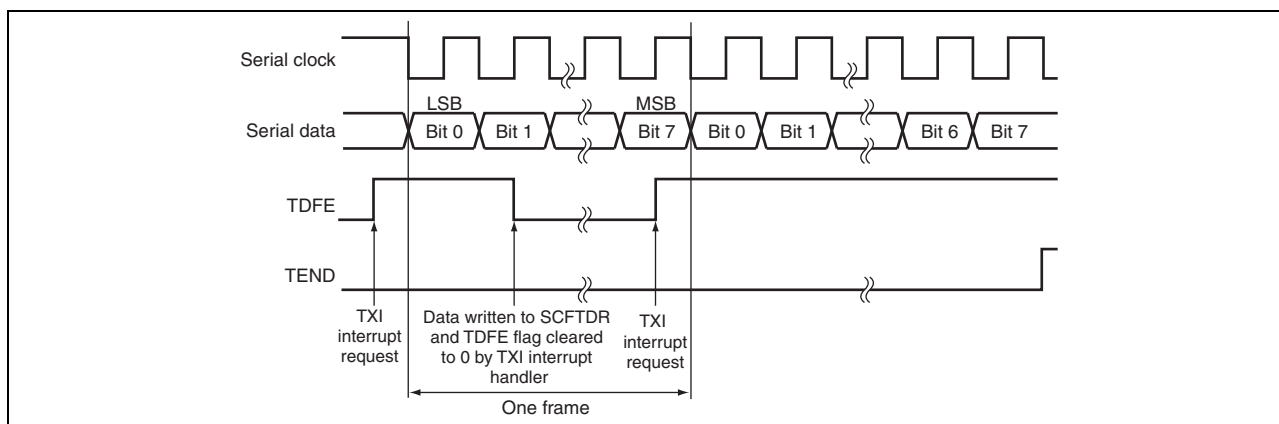 Serial clock
LSB
MSB
Serial data
Bit 0
Bit 1
Bit 7
Bit 0
Bit 1
Bit 6
Bit 7
TDFE
TEND
TXI
interrupt
request
Data written to SCFTDR
and TDFE flag cleared
to 0 by TXI interrupt
handler
TXI
interrupt
request
One frame